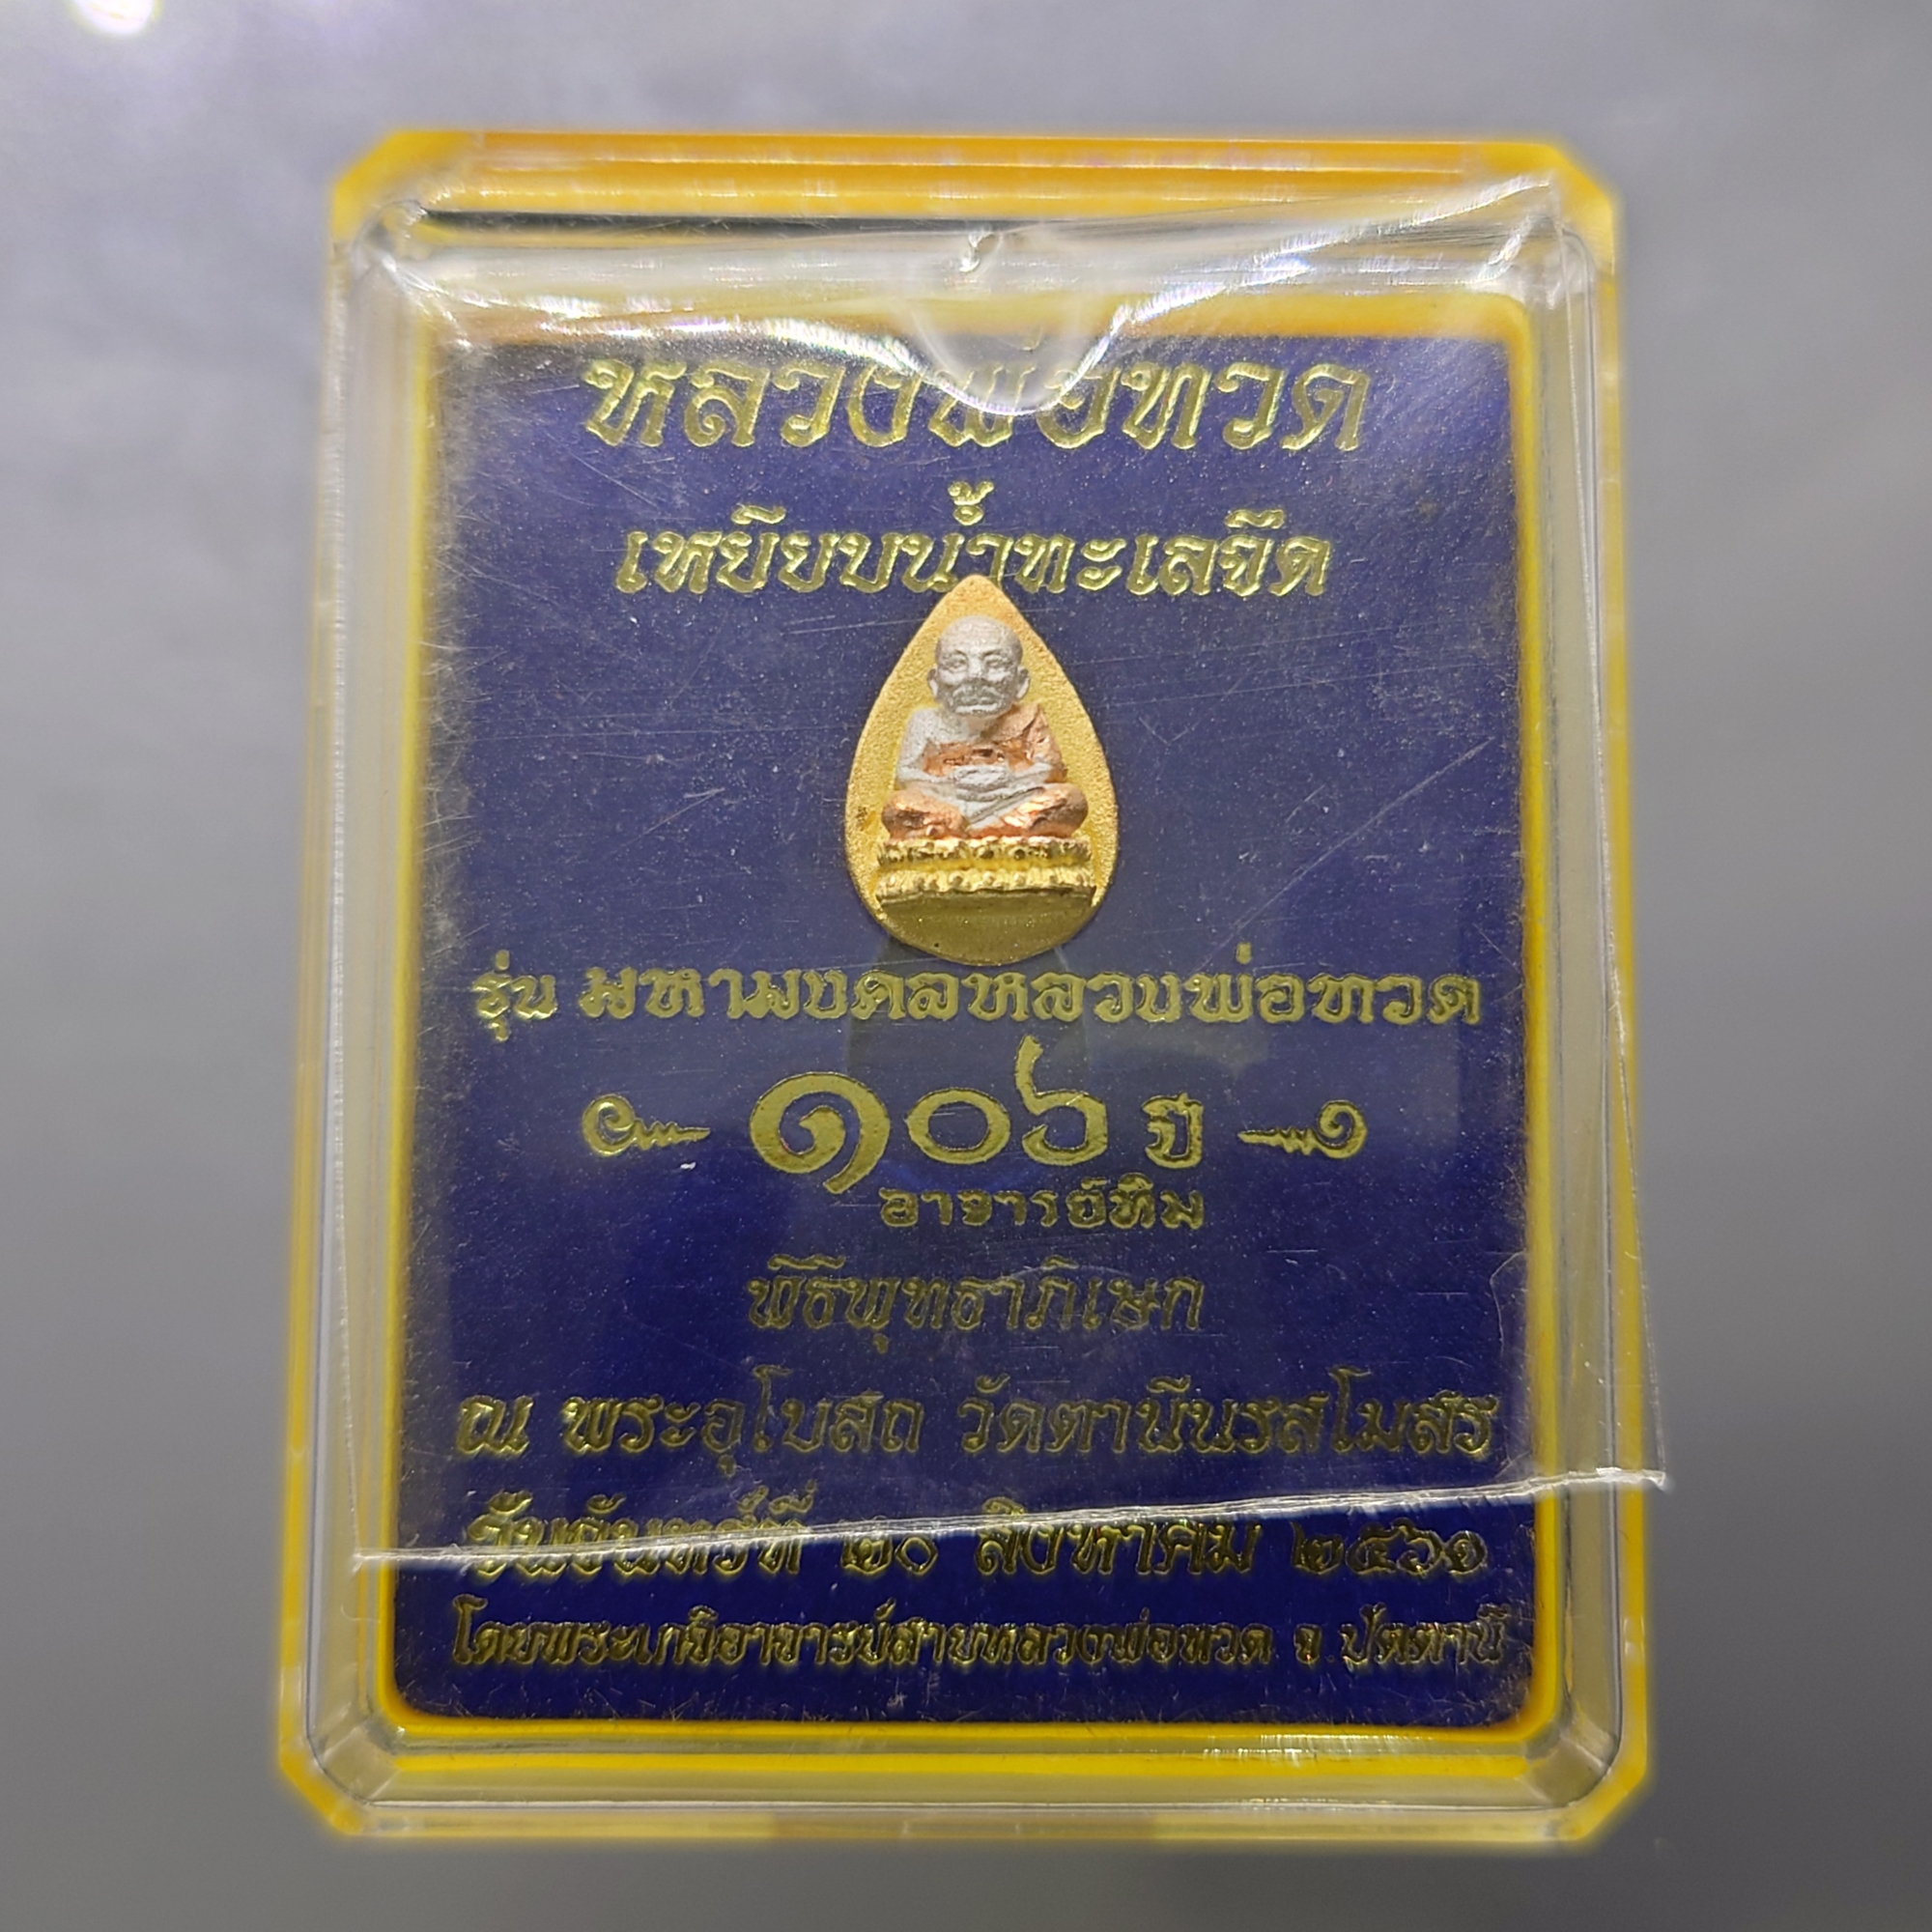 หลวงพ่อทวด
เหยียบน้ำทะเลจืด
รุ่น มหามงคลหลวงพ่อทวด
๑๐๖ ปี
อาจารย์ทิม
พิธีพุทธาภิเษก
ณ พระอุโบสถ วัดตานีนรสโมสร
วันจันทร์ที่ ๒๐ สิงหาคม ๒๕๖๑
โดยพระเกจิอาจารย์สายหลวงพ่อทวด จ.ปัตตานี